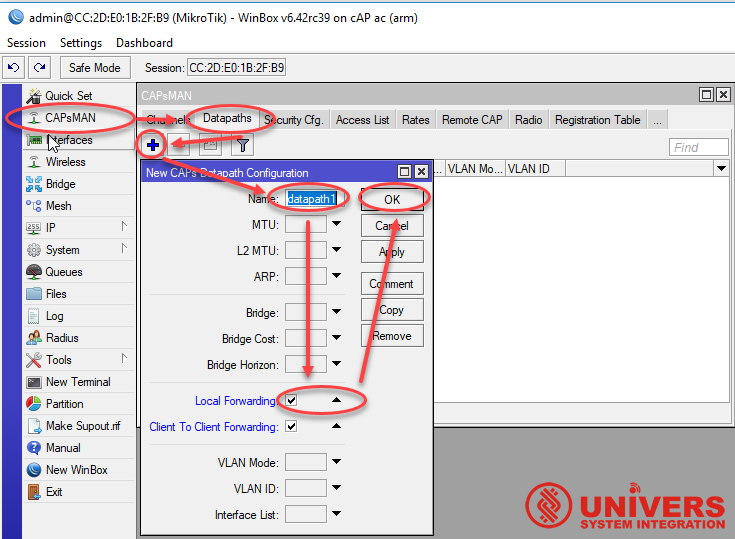 admin@CC:2D:E0:1B:2F:B9 (MikroTik) - WinBox v6.42rc39 on cAP ac (arm)
Session Settings Dashboard
Safe Mode Session: CC:2D:E0:1B:2F:B9
Quick Set
CAPsMAN
Interfaces
Wireless
Bridge
Mesh
IP
System
Queues
Files
Log
Radius
Tools
New Terminal
Partition
Make Supout.rif
Manual
New WinBox
Exit
CAPsMAN
Channels Datapaths Security Cfg. Access List Rates Remote CAP Radio Registration Table ...
Find
... VLAN Mo... VLAN ID
New CAPs Datapath Configuration
Name: datapath1 OK
MTU: Cancel
L2 MTU: Apply
ARP: Comment
Bridge: Copy
Bridge Cost: Remove
Bridge Horizon:
Local Forwarding:
Client To Client Forwarding:
VLAN Mode:
VLAN ID:
Interface List:
UNIVERS
SYSTEM INTEGRATION